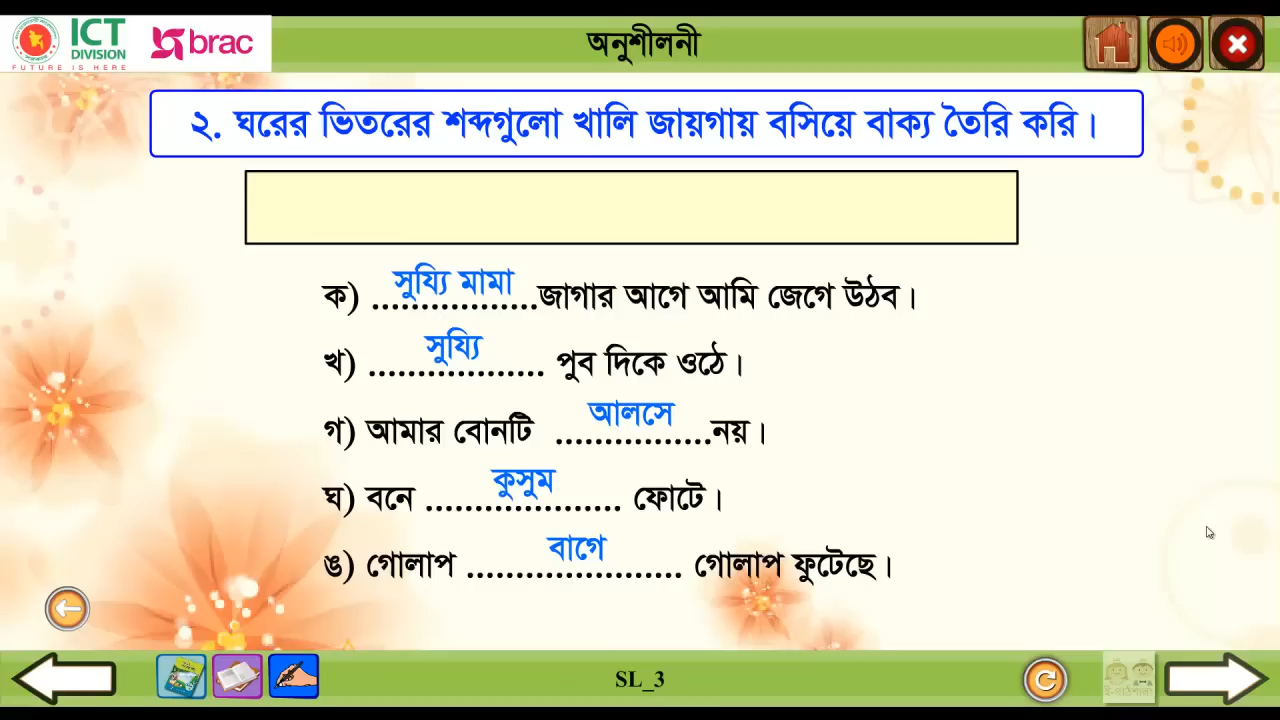 ICT
DIVISION
FUTURE IS HERE
brac
অনুশীলনী
২. ঘরের ভিতরের শব্দগুলো খালি জায়গায় বসিয়ে বাক্য তৈরি করি।
ক) সুয্যি মামা জাগার আগে আমি জেগে উঠব।
খ) সুয্যি পুব দিকে ওঠে।
গ) আমার বোনটি আলসে নয়।
ঘ) বনে কুসুম ফোটে।
ঙ) গোলাপ বাগে গোলাপ ফুটেছে।
SL_3